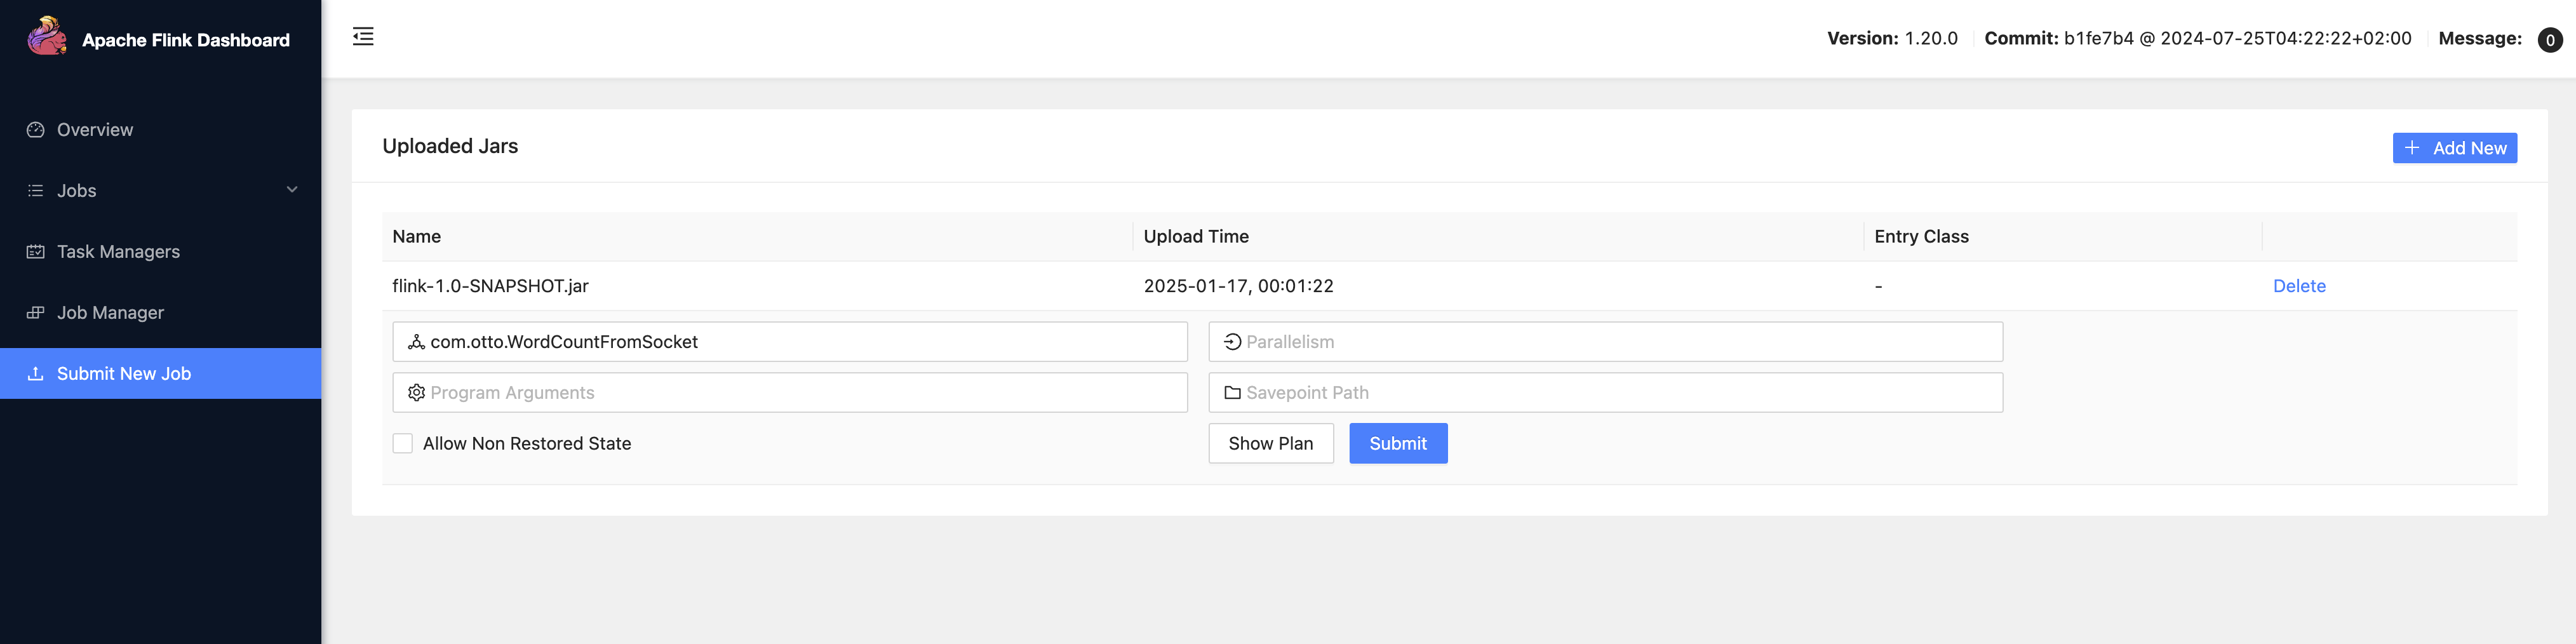 Apache Flink Dashboard
Version: 1.20.0 Commit: b1fe7b4 @ 2024-07-25T04:22:22+02:00 Message: 0
Overview
Jobs
Task Managers
Job Manager
Submit New Job
Uploaded Jars
Add New
Name Upload Time Entry Class
flink-1.0-SNAPSHOT.jar 2025-01-17, 00:01:22 - Delete
com.otto.WordCountFromSocket Parallelism
Program Arguments Savepoint Path
Allow Non Restored State Show Plan Submit